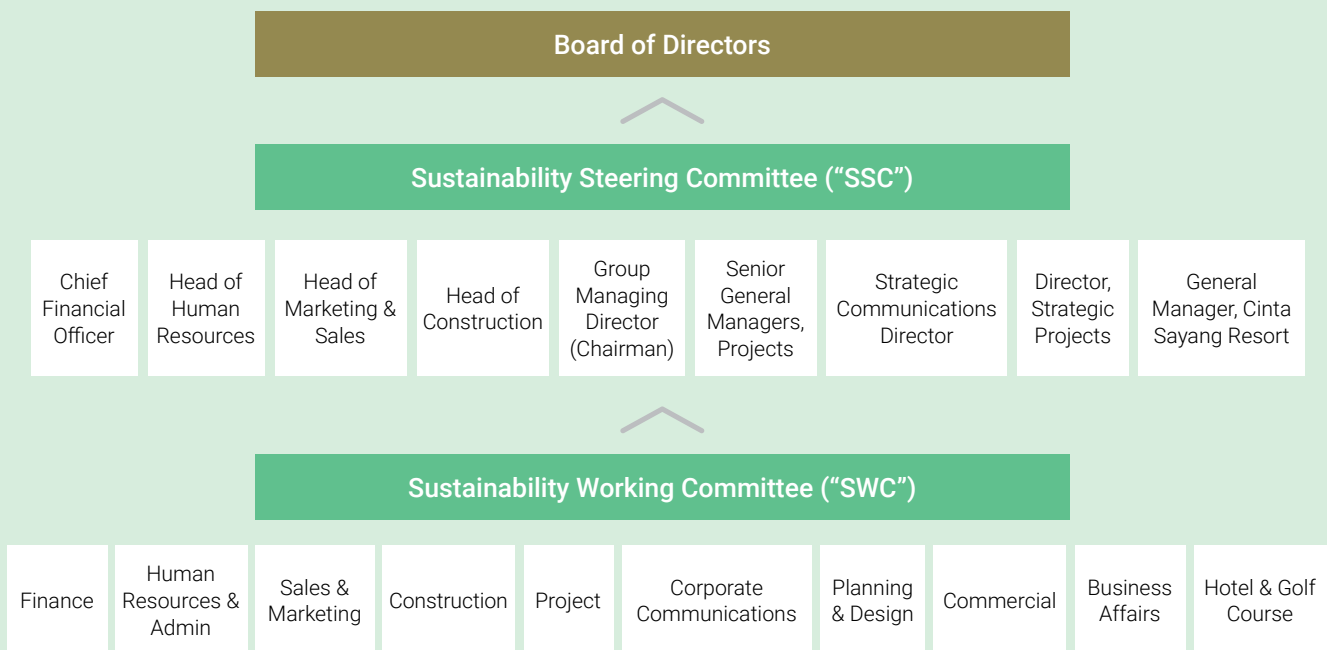 Board of Directors
Sustainability Steering Committee (“SSC”)
Chief
Financial
Officer
Head of
Human
Resources
Head of
Marketing &
Sales
Head of
Construction
Group
Managing
Director
(Chairman)
Senior
General
Managers,
Projects
Strategic
Communications
Director
Director,
Strategic
Projects
General
Manager, Cinta
Sayang Resort
Sustainability Working Committee (“SWC”)
Finance
Human
Resources &
Admin
Sales &
Marketing
Construction
Project
Corporate
Communications
Planning
& Design
Commercial
Business
Affairs
Hotel & Golf
Course